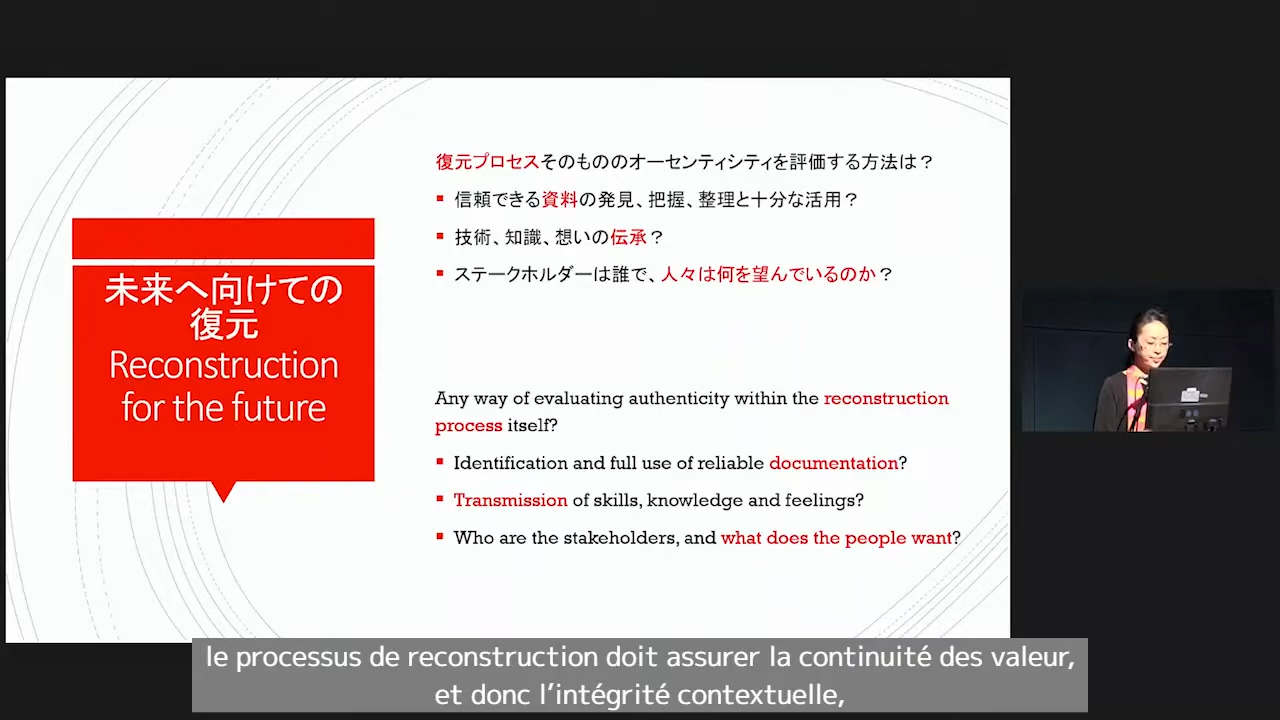 未来へ向けての
復元
Reconstruction
for the future
復元プロセスそのもののオーセンティシティを評価する方法は？
信頼できる資料の発見、把握、整理と十分な活用？
技術、知識、想いの伝承？
ステークホルダーは誰で、人々は何を望んでいるのか？
Any way of evaluating authenticity within the reconstruction
process itself?
Identification and full use of reliable documentation?
Transmission of skills, knowledge and feelings?
Who are the stakeholders, and what does the people want?
le processus de reconstruction doit assurer la continuité des valeur,
et donc l’intégrité contextuelle,